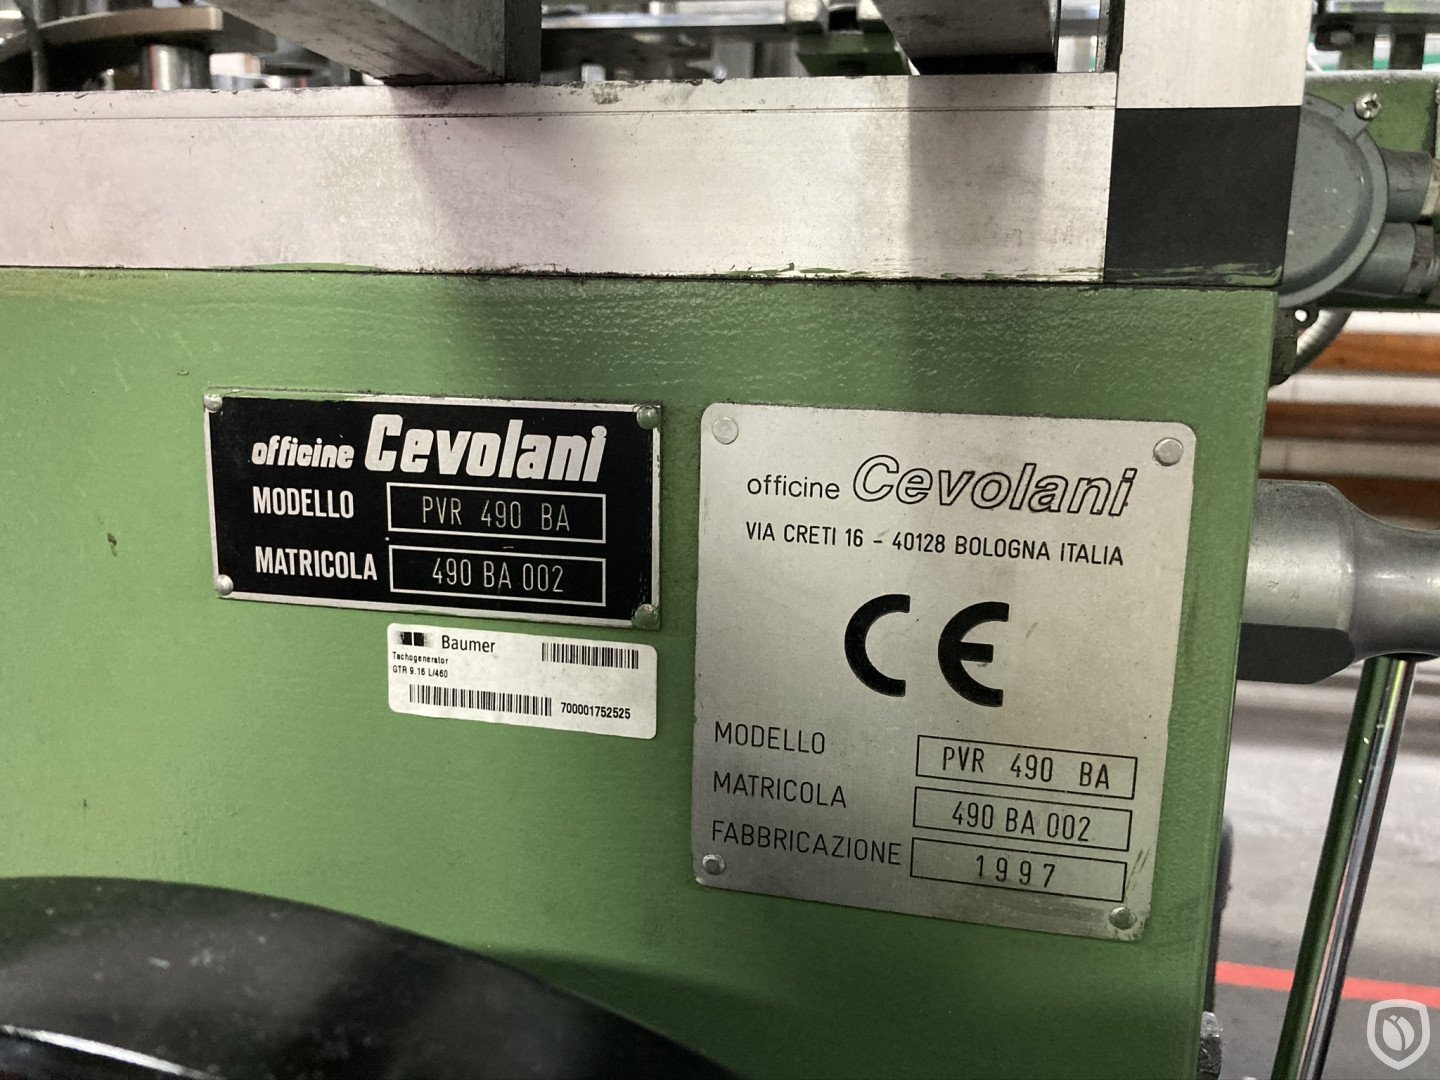 officine Cevolani
MODELLO PVR 490 BA
MATRICOLA 490 BA 002
Baumer
Tachogenerator
GTR 9.16 L/460
700001752525
officine Cevolani
VIA CRETI 16 - 40128 BOLOGNA ITALIA
CE
MODELLO PVR 490 BA
MATRICOLA 490 BA 002
FABBRICAZIONE 1997